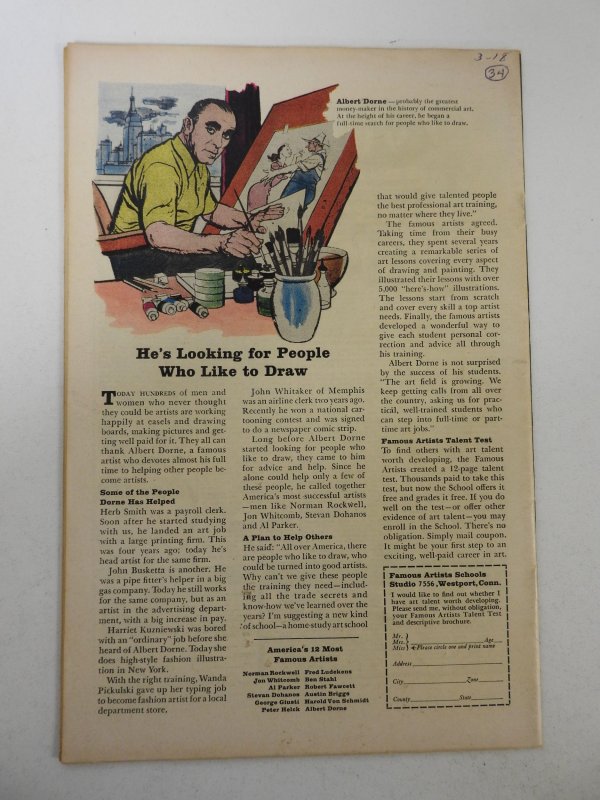 3-18
34
Albert Dorne—probably the greatest
money-maker in the history of commercial art.
At the height of his career, he began a
full-time search for people who like to draw.
He's Looking for People
Who Like to Draw
TODAY HUNDREDS of men and
women who never thought
they could be artists are working
happily at easels and drawing
boards, making pictures and get-
ting well paid for it. They all can
thank Albert Dorne, a famous
artist who devotes almost his full
time to helping other people be-
come artists.
Some of the People
Dorne Has Helped
Herb Smith was a payroll clerk.
Soon after he started studying
with us, he landed an art job
with a large printing firm. This
was four years ago; today he's
head artist for the same firm.
John Busketta is another. He
was a pipe fitter's helper in a big
gas company. Today he still works
for the same company, but as an
artist in the advertising depart-
ment, with a big increase in pay.
Harriet Kuzniewski was bored
with an "ordinary" job before she
heard of Albert Dorne. Today she
does high-style fashion illustra-
tion in New York.
With the right training, Wanda
Pickulski gave up her typing job
to become fashion artist for a local
department store.
John Whitaker of Memphis
was an airline clerk two years ago.
Recently he won a national car-
tooning contest and was signed
to do a newspaper comic strip.
Long before Albert Dorne
started looking for people who
like to draw, they came to him
for advice and help. Since he
alone could help only a few of
these people, he called together
America's most successful artists
—men like Norman Rockwell,
Jon Whitcomb, Stevan Dohanos
and Al Parker.
A Plan to Help Others
He said: "All over America, there
are people who like to draw, who
could be turned into good artists.
Why can't we give these people
the training they need—includ-
ing all the trade secrets and
know-how we've learned over the
years? I'm suggesting a new kind
of school—a home study art school
America's 12 Most
Famous Artists
Norman Rockwell Fred Ludekens
Jon Whitcomb Ben Stahl
Al Parker Robert Fawcett
Stevan Dohanos Austin Briggs
George Giusti Harold Von Schmidt
Peter Helck Albert Dorne
that would give talented people
the best professional art training,
no matter where they live."
The famous artists agreed.
Taking time from their busy
careers, they spent several years
creating a remarkable series of
art lessons covering every aspect
of drawing and painting. They
illustrated their lessons with over
5,000 "here's-how" illustrations.
The lessons start from scratch
and cover every skill a top artist
needs. Finally, the famous artists
developed a wonderful way to
give each student personal cor-
rection and advice all through
his training.
Albert Dorne is not surprised
by the success of his students.
"The art field is growing. We
keep getting calls from all over
the country, asking us for prac-
tical, well-trained students who
can step into full-time or part-
time art jobs."
Famous Artists Talent Test
To find others with art talent
worth developing, the Famous
Artists created a 12-page talent
test. Thousands paid to take this
test, but now the School offers it
free and grades it free. If you do
well on the test—or offer other
evidence of art talent—you may
enroll in the School. There's no
obligation. Simply mail coupon.
It might be your first step to an
exciting, well-paid career in art.
Famous Artists Schools
Studio 7556, Westport, Conn.
I would like to find out whether I
have art talent worth developing.
Please send me, without obligation,
your Famous Artists Talent Test
and descriptive brochure.
Mr.
Mrs. Age
Miss Please circle one and print name
Address
City Zone
County State